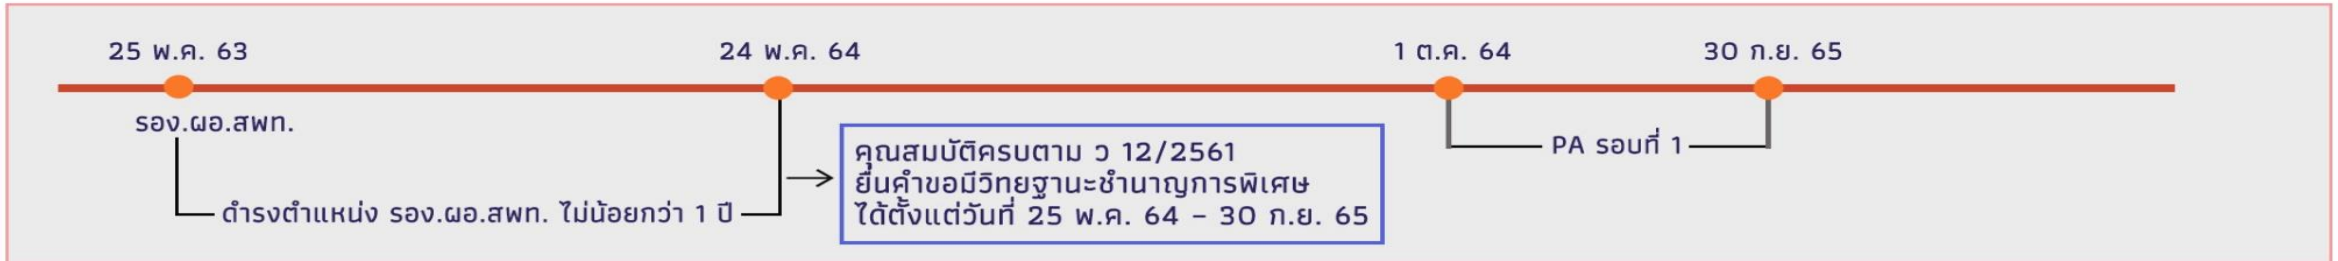 25 พ.ค. 63
24 พ.ค. 64
1 ต.ค. 64
30 ก.ย. 65
รอง.ผอ.สพท.
ดำรงตำแหน่ง รอง.ผอ.สพท. ไม่น้อยกว่า 1 ปี
คุณสมบัติครบตาม ว 12/2561
ยื่นคำขอมีวิทยฐานะชำนาญการพิเศษ
ได้ตั้งแต่วันที่ 25 พ.ค. 64 – 30 ก.ย. 65
PA รอบที่ 1